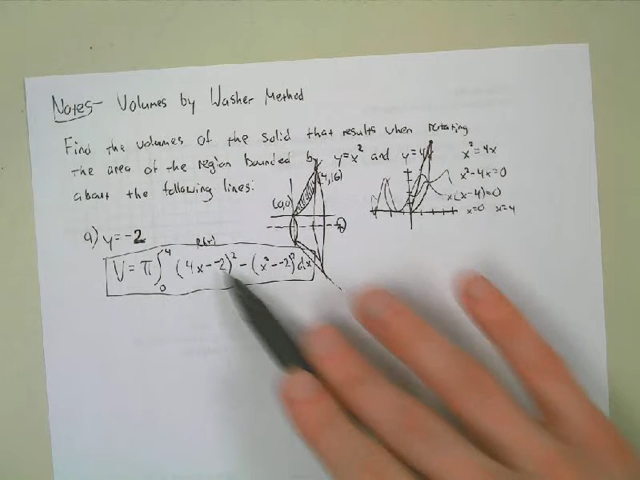 Notes- Volumes by Washer Method
Find the volumes of the solid that results when rotating
the area of the region bounded by y=x² and y=4
about the following lines:
x²=4x
x²-4x=0
x(x-4)=0
x=0 x=4
(4,16)
(0,0)
a) y=-2
R(x)
V = π∫₀⁴ (4x--2)² - (x²--2)² dx